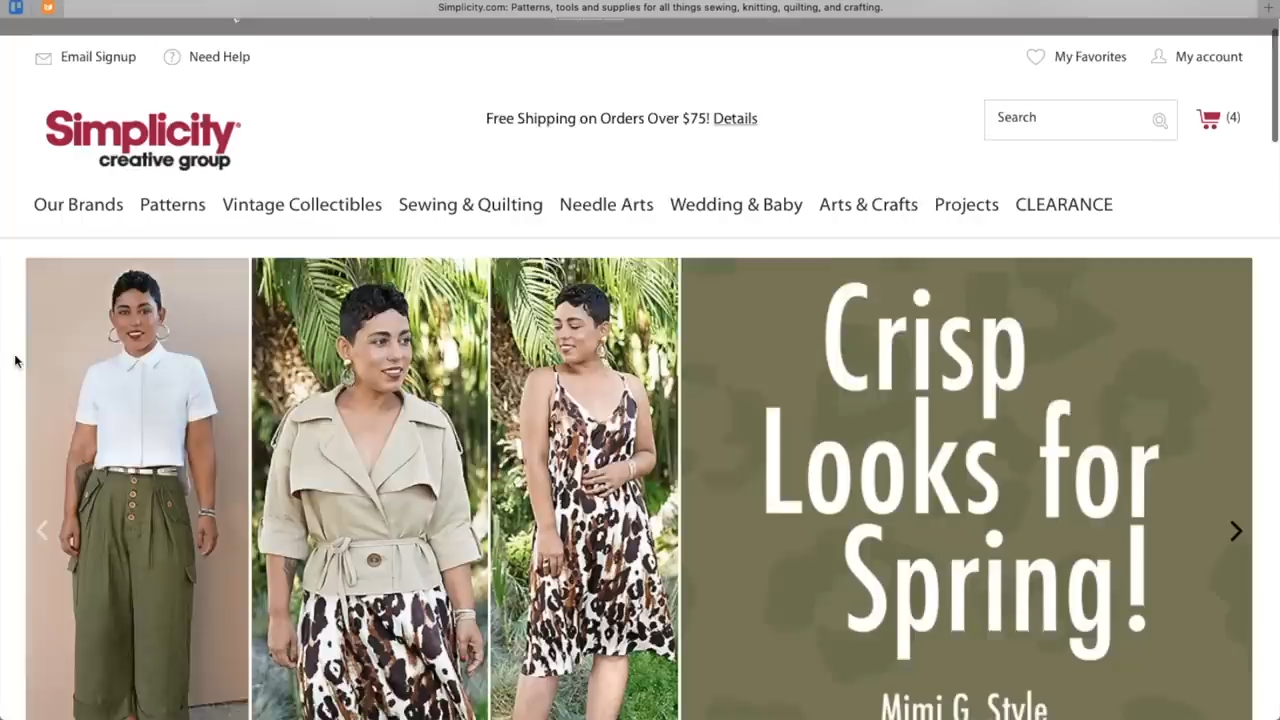 Simplicity.com: Patterns, tools and supplies for all things sewing, knitting, quilting, and crafting.
Email Signup
Need Help
My Favorites
My account
Simplicity
creative group
Free Shipping on Orders Over $75! Details
Search
(4)
Our Brands Patterns Vintage Collectibles Sewing & Quilting Needle Arts Wedding & Baby Arts & Crafts Projects CLEARANCE
Crisp
Looks for
Spring!
Mimi G. Style